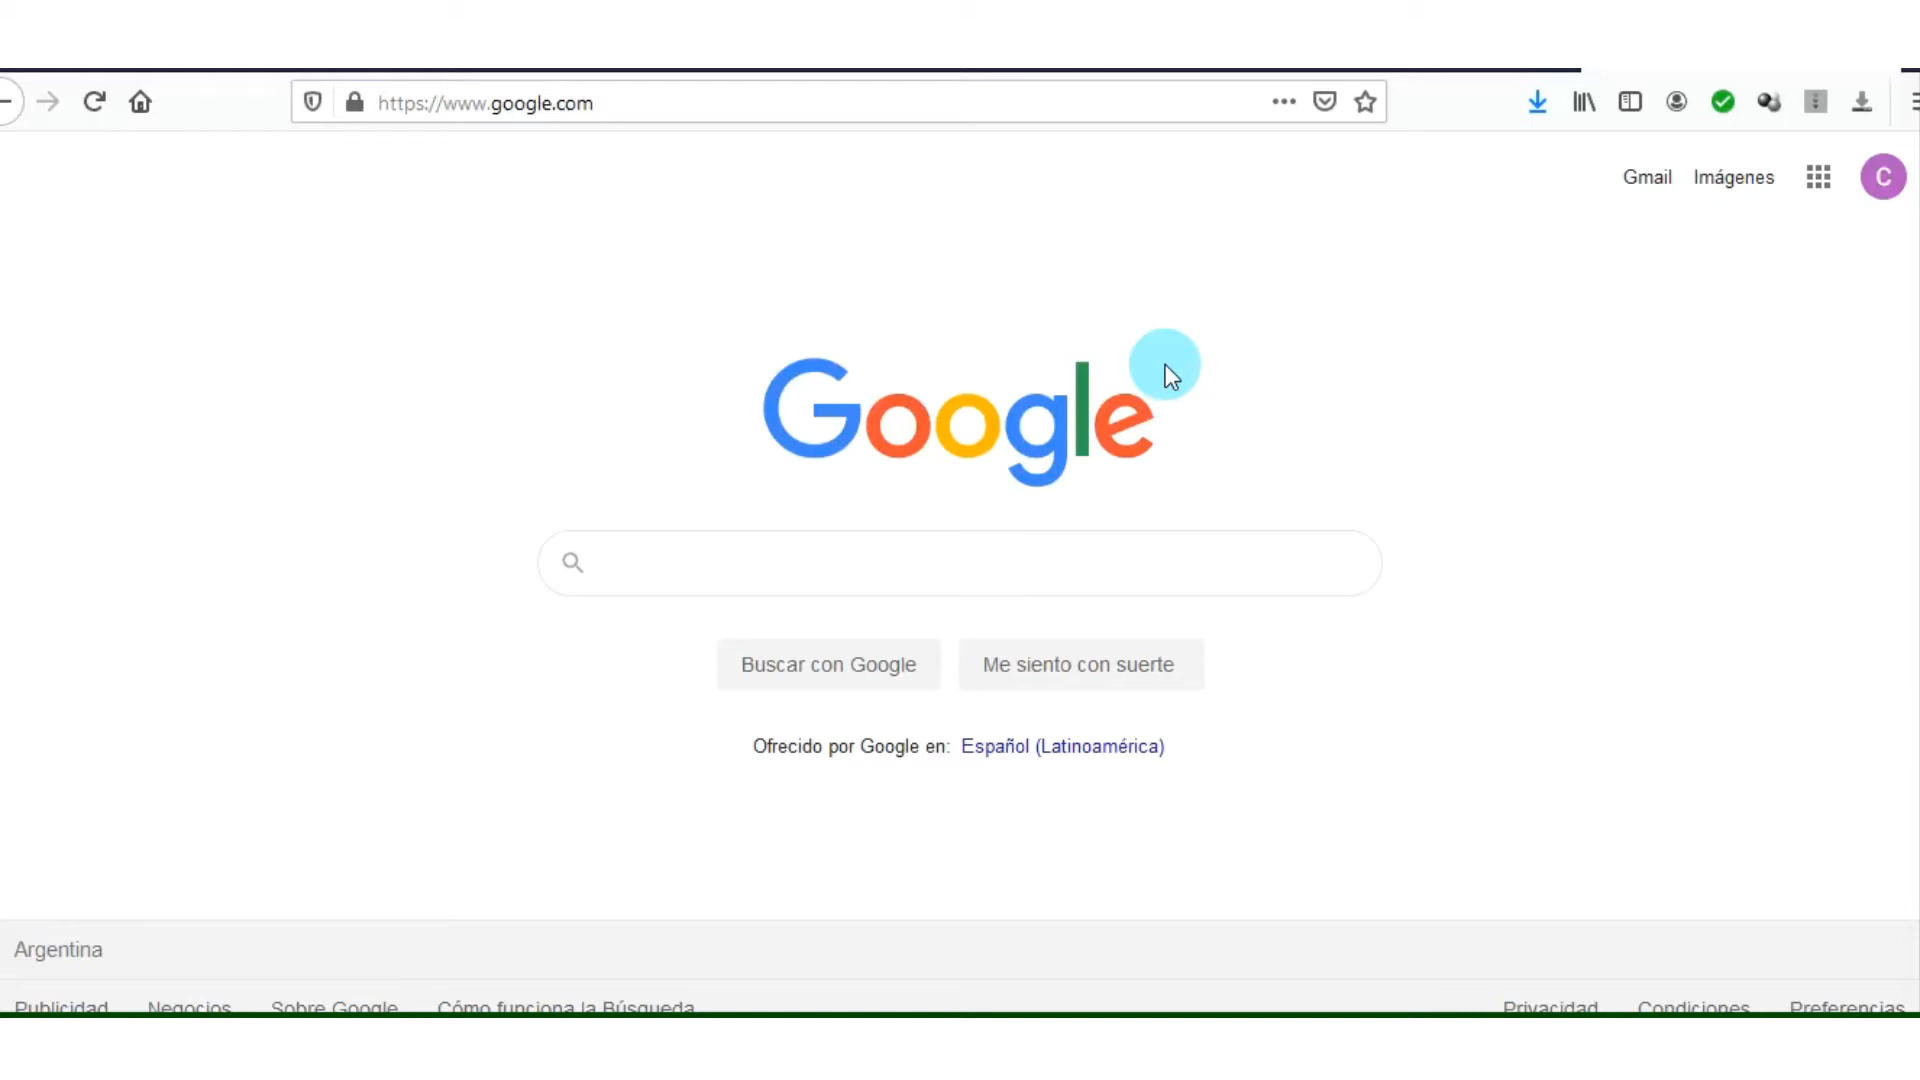 https://www.google.com
Gmail Imágenes C
Google
Buscar con Google Me siento con suerte
Ofrecido por Google en: Español (Latinoamérica)
Argentina
Publicidad Negocios Sobre Google Cómo funciona la Búsqueda Privacidad Condiciones Preferencias